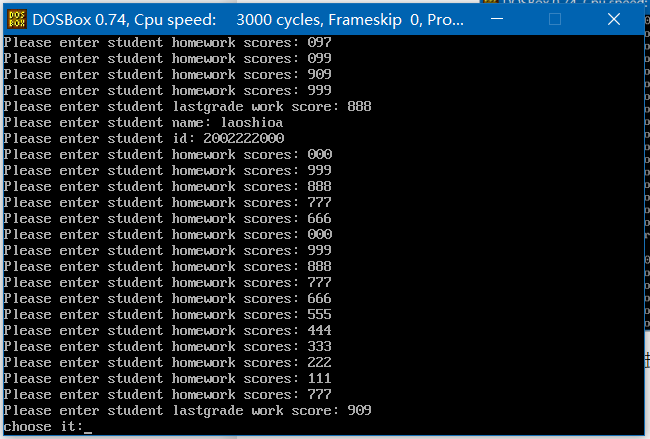 DOSBox 0.74, Cpu speed: 3000 cycles, Frameskip 0, Pro...
Please enter student homework scores: 097
Please enter student homework scores: 099
Please enter student homework scores: 909
Please enter student homework scores: 999
Please enter student lastgrade work score: 888
Please enter student name: laoshioa
Please enter student id: 2002222000
Please enter student homework scores: 000
Please enter student homework scores: 999
Please enter student homework scores: 888
Please enter student homework scores: 777
Please enter student homework scores: 666
Please enter student homework scores: 000
Please enter student homework scores: 999
Please enter student homework scores: 888
Please enter student homework scores: 777
Please enter student homework scores: 666
Please enter student homework scores: 555
Please enter student homework scores: 444
Please enter student homework scores: 333
Please enter student homework scores: 222
Please enter student homework scores: 111
Please enter student homework scores: 777
Please enter student lastgrade work score: 909
choose it:_